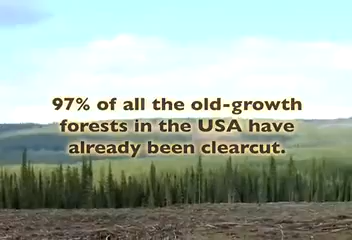 97% of all the old-growth
forests in the USA have
already been clearcut.